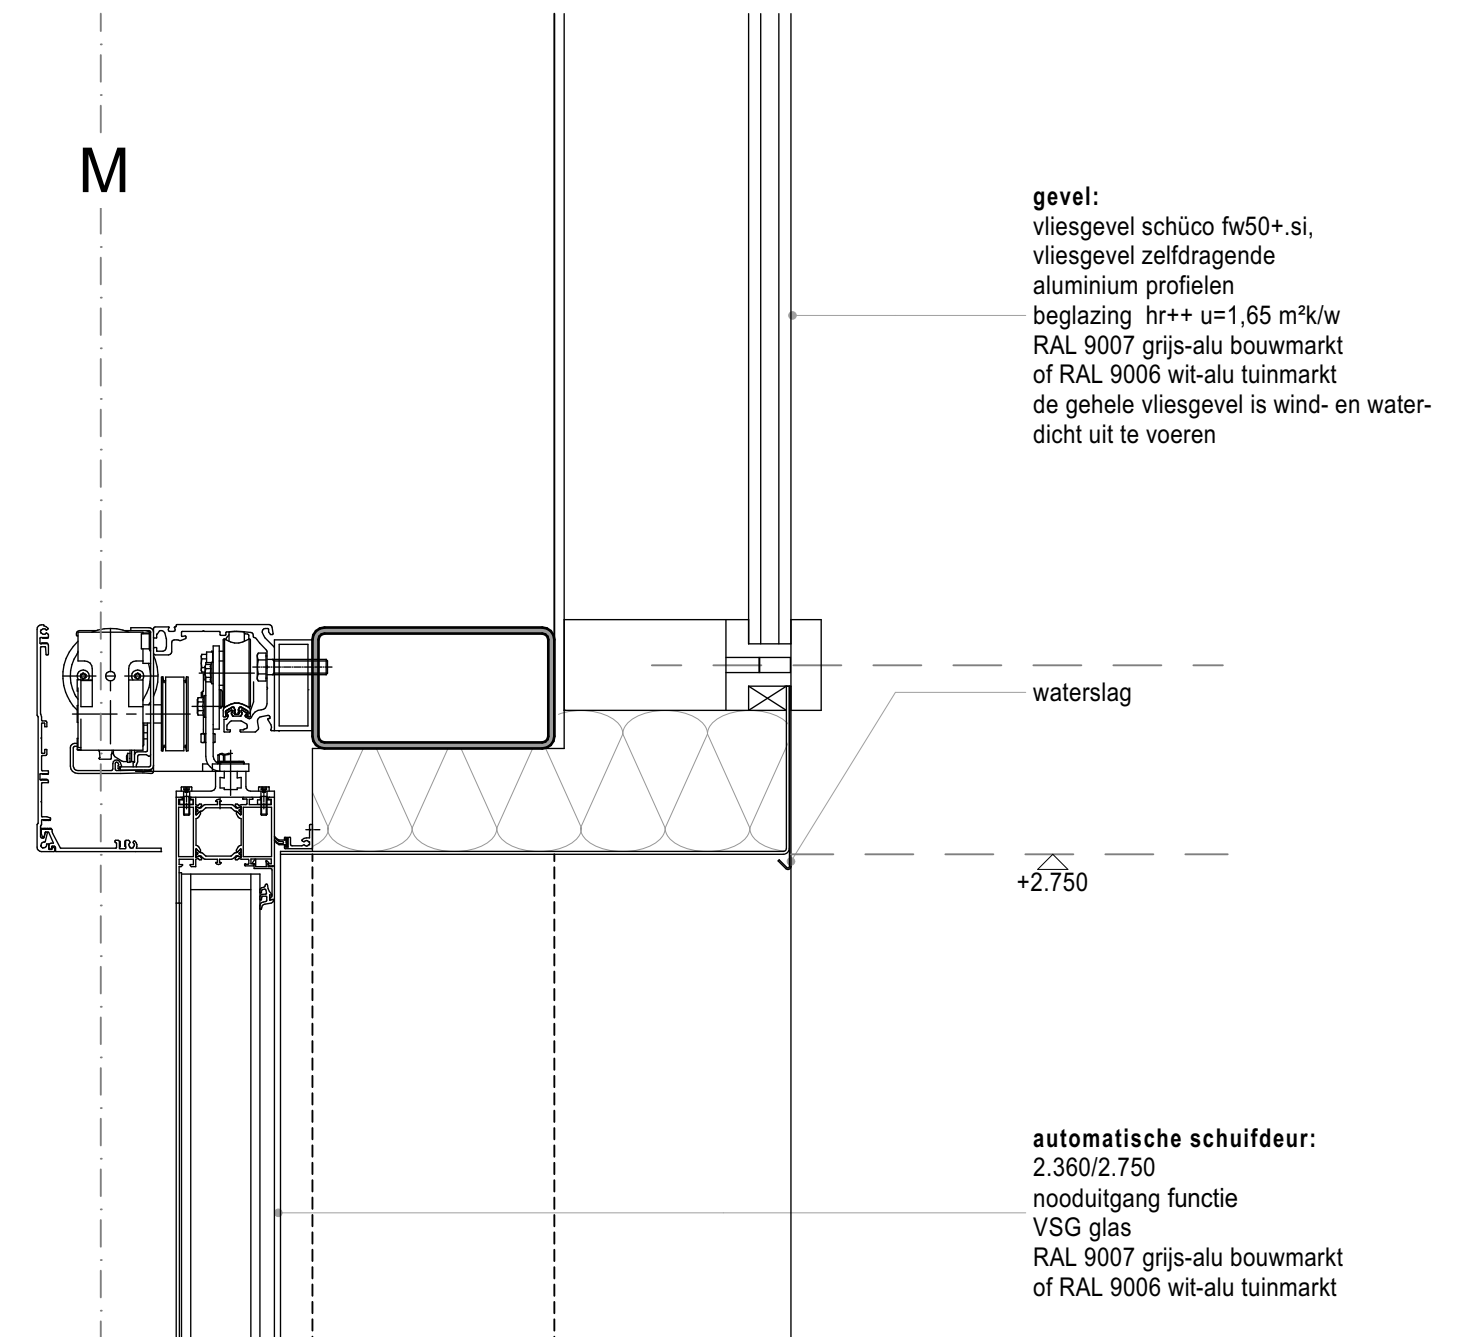 M
gevel:
vliesgevel schüco fw50+.si,
vliesgevel zelfdragende
aluminium profielen
beglazing hr++ u=1,65 m²k/w
RAL 9007 grijs-alu bouwmarkt
of RAL 9006 wit-alu tuinmarkt
de gehele vliesgevel is wind- en water-
dicht uit te voeren
waterslag
+2.750
automatische schuifdeur:
2.360/2.750
nooduitgang functie
VSG glas
RAL 9007 grijs-alu bouwmarkt
of RAL 9006 wit-alu tuinmarkt